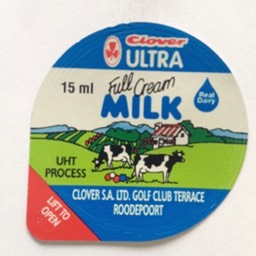 Clover
ULTRA
15 ml
Full Cream
MILK
Real
Dairy
UHT
PROCESS
LIFT TO
OPEN
CLOVER S.A. LTD. GOLF CLUB TERRACE
ROODEPOORT